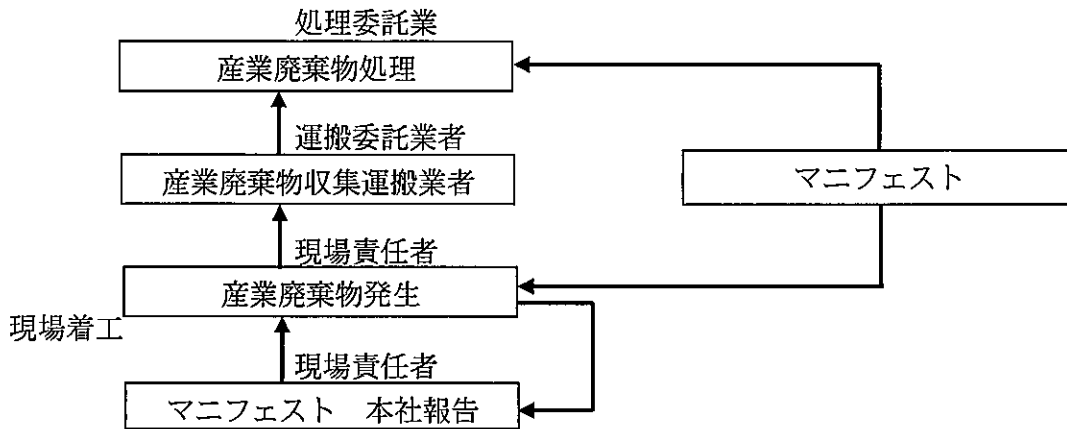 処理委託業
産業廃棄物処理
運搬委託業者
産業廃棄物収集運搬業者
マニフェスト
現場責任者
産業廃棄物発生
現場着工
現場責任者
マニフェスト　本社報告